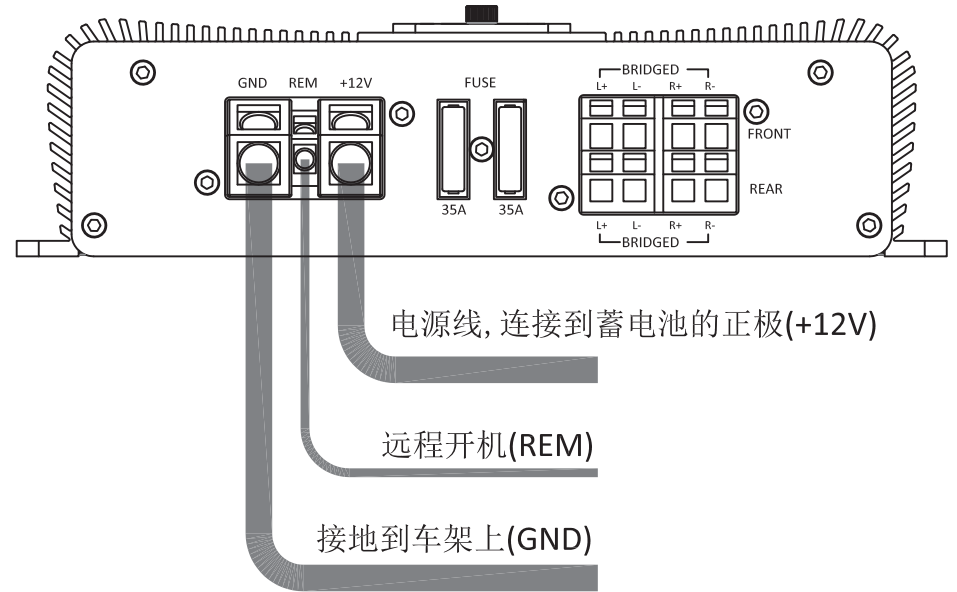 GND REM +12V FUSE BRIDGED
L+ L- R+ R-
FRONT
REAR
35A 35A
L+ L- R+ R-
BRIDGED
电源线,连接到蓄电池的正极(+12V)
远程开机(REM)
接地到车架上(GND)